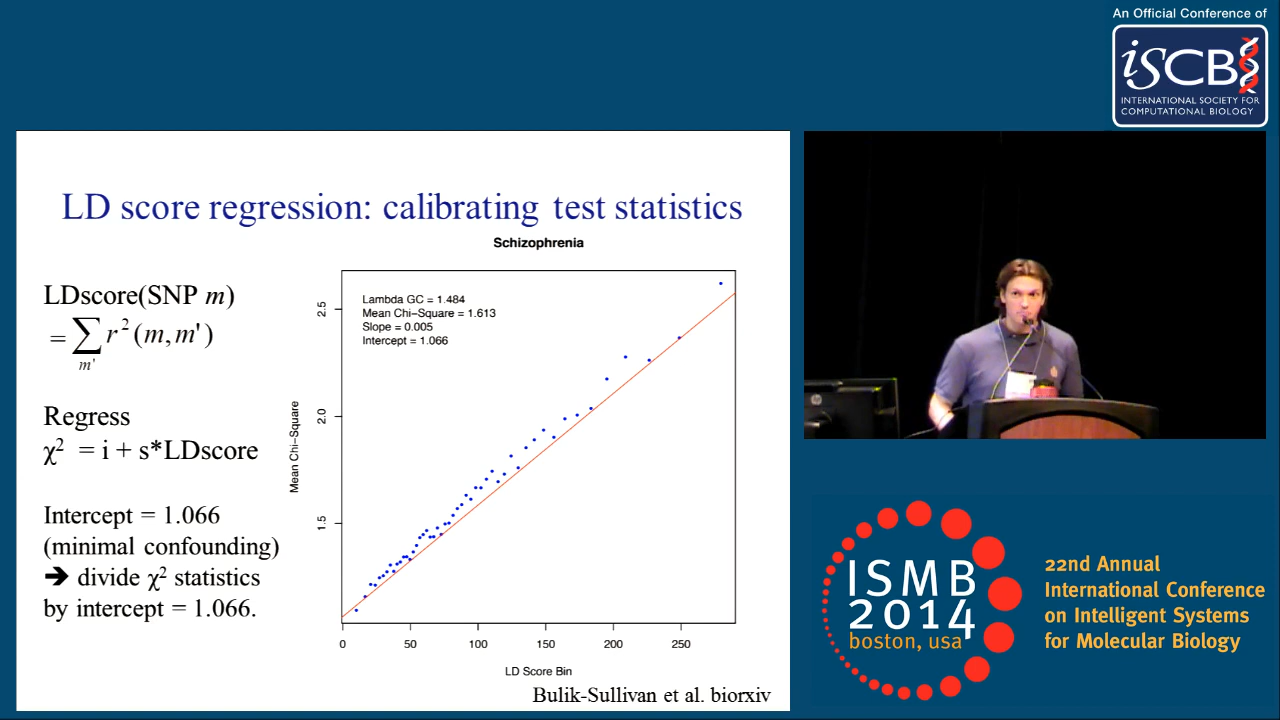 An Official Conference of
iSCB
INTERNATIONAL SOCIETY FOR
COMPUTATIONAL BIOLOGY
LD score regression: calibrating test statistics
Schizophrenia
LDscore(SNP m)
= ∑ r² (m, m')
m'
Regress
χ² = i + s*LDscore
Intercept = 1.066
(minimal confounding)
➔ divide χ² statistics
by intercept = 1.066.
Lambda GC = 1.484
Mean Chi−Square = 1.613
Slope = 0.005
Intercept = 1.066
Mean Chi−Square
2.5
2.0
1.5
0 50 100 150 200 250
LD Score Bin
Bulik-Sullivan et al. biorxiv
hp
ISMB
2014
boston, usa
22nd Annual
International Conference
on Intelligent Systems
for Molecular Biology